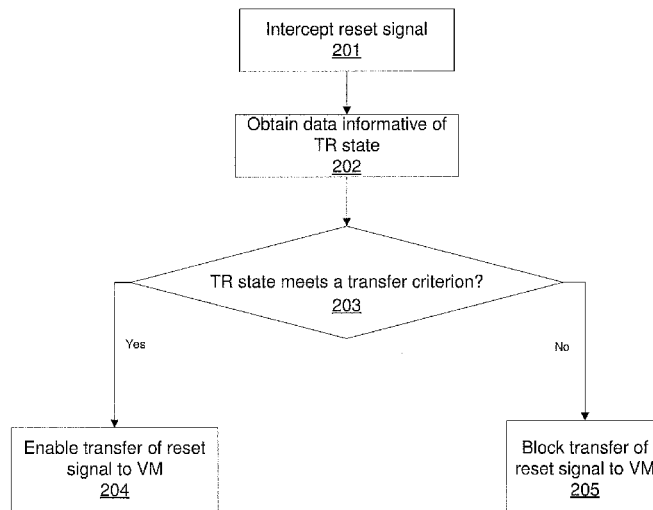 Intercept reset signal
201
Obtain data informative of
TR state
202
TR state meets a transfer criterion?
203
Yes
No
Enable transfer of reset
signal to VM
204
Block transfer of
reset signal to VM
205